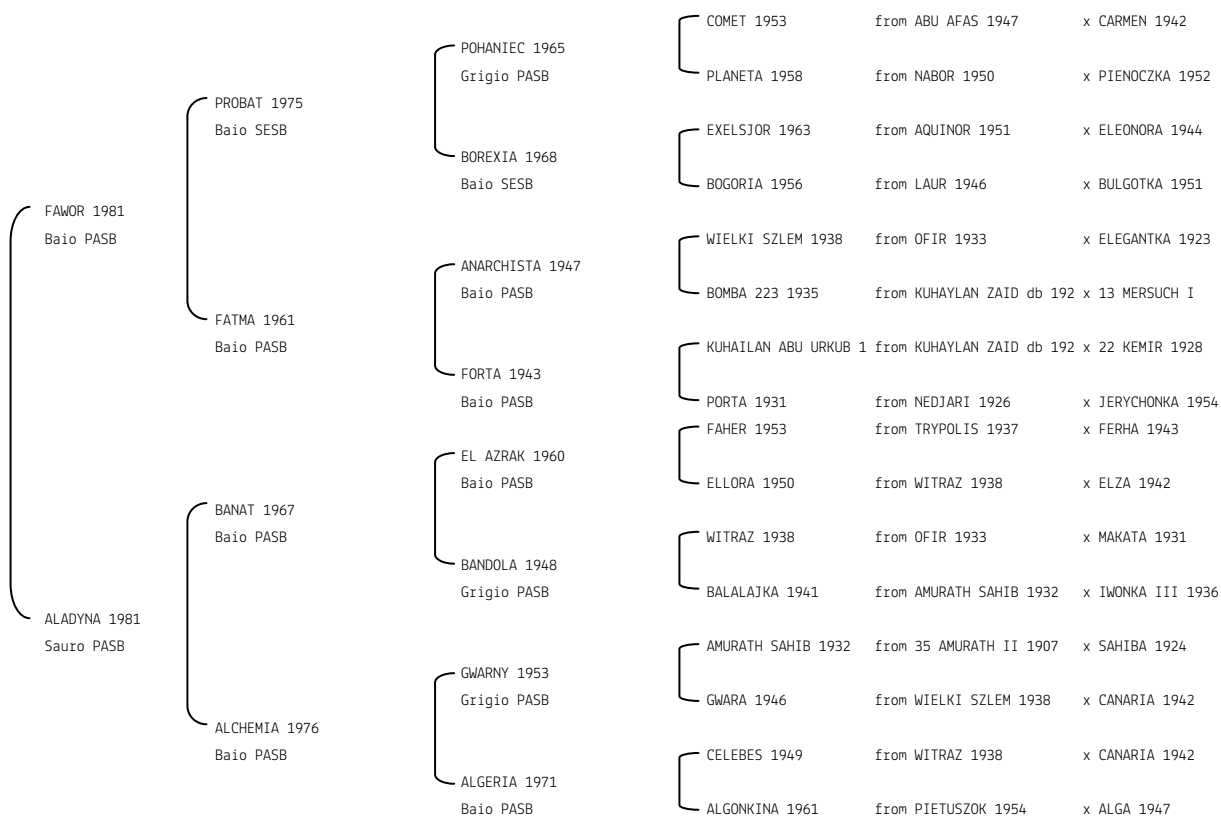 COMET 1953 from ABU AFAS 1947 x CARMEN 1942
POHANIEC 1965
Grigio PASB
PLANETA 1958 from NABOR 1950 x PIENOCZKA 1952
PROBAT 1975
Baio SESB
EXELSJOR 1963 from AQUINOR 1951 x ELEONORA 1944
BOREXIA 1968
Baio SESB
BOGORIA 1956 from LAUR 1946 x BULGOTKA 1951
FAWOR 1981
Baio PASB
WIELKI SZLEM 1938 from OFIR 1933 x ELEGANTKA 1923
ANARCHISTA 1947
Baio PASB
BOMBA 223 1935 from KUHAYLAN ZAID db 192 x 13 MERSUCH I
FATMA 1961
Baio PASB
KUHAILAN ABU URKUB 1 from KUHAYLAN ZAID db 192 x 22 KEMIR 1928
FORTA 1943
Baio PASB
PORTA 1931 from NEDJARI 1926 x JERYCHONKA 1954
FAHER 1953 from TRYPOLIS 1937 x FERHA 1943
EL AZRAK 1960
Baio PASB
ELLORA 1950 from WITRAZ 1938 x ELZA 1942
BANAT 1967
Baio PASB
WITRAZ 1938 from OFIR 1933 x MAKATA 1931
BANDOLA 1948
Grigio PASB
BALALAJKA 1941 from AMURATH SAHIB 1932 x IWONKA III 1936
ALADYNA 1981
Sauro PASB
AMURATH SAHIB 1932 from 35 AMURATH II 1907 x SAHIBA 1924
GWARNY 1953
Grigio PASB
GWARA 1946 from WIELKI SZLEM 1938 x CANARIA 1942
ALCHEMIA 1976
Baio PASB
CELEBES 1949 from WITRAZ 1938 x CANARIA 1942
ALGERIA 1971
Baio PASB
ALGONKINA 1961 from PIETUSZOK 1954 x ALGA 1947